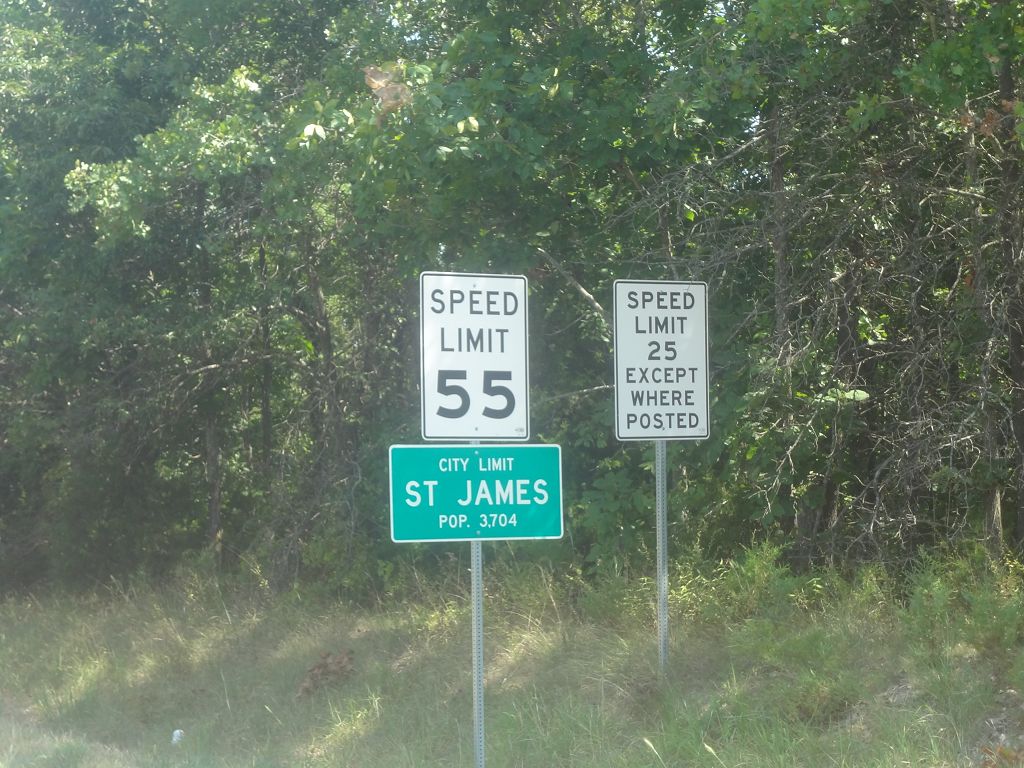 SPEED
LIMIT
55
CITY LIMIT
ST JAMES
POP. 3,704
SPEED
LIMIT
25
EXCEPT
WHERE
POSTED